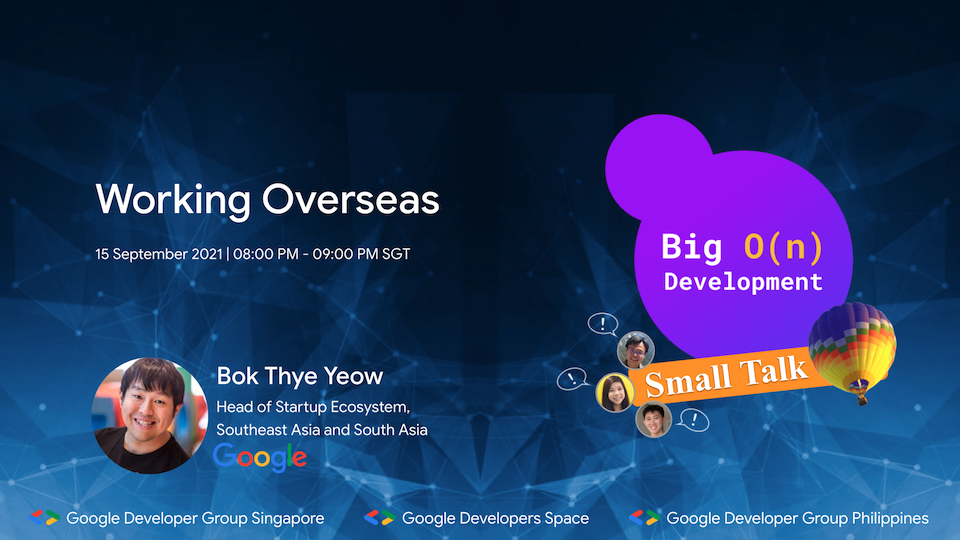 Working Overseas
15 September 2021 | 08:00 PM - 09:00 PM SGT
Big O(n)
Development
!
!
Small Talk
!
Bok Thye Yeow
Head of Startup Ecosystem,
Southeast Asia and South Asia
Google
Google Developer Group Singapore
Google Developers Space
Google Developer Group Philippines